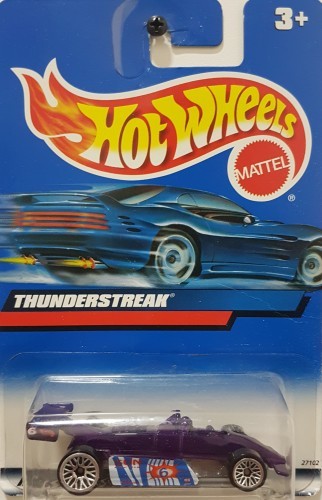 3+
Hot Wheels
MATTEL
®
THUNDERSTREAK®
27102